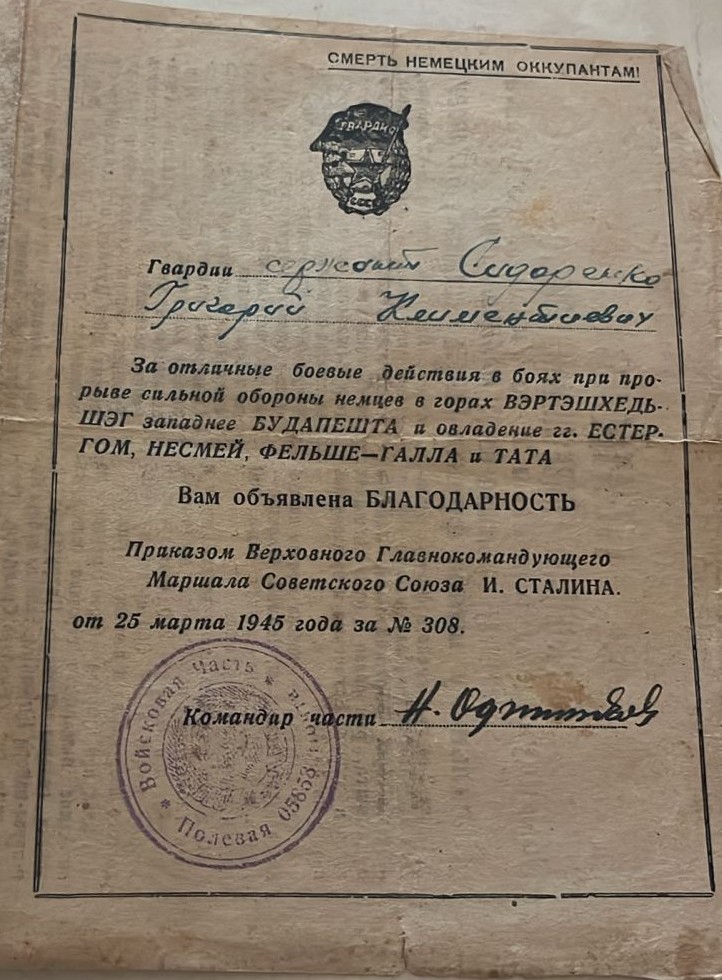 СМЕРТЬ НЕМЕЦКИМ ОККУПАНТАМ!
ГВАРДИЯ
СССР
Гвардии сержант Сидоренко
Григорий Климентиевич
За отличные боевые действия в боях при про-
рыве сильной обороны немцев в горах ВЭРТЭШХЕДЬ-
ШЭГ западнее БУДАПЕШТА и овладение гг. ЕСТЕР-
ГОМ, НЕСМЕЙ, ФЕЛЬШЕ—ГАЛЛА и ТАТА
Вам объявлена БЛАГОДАРНОСТЬ
Приказом Верховного Главнокомандующего
Маршала Советского Союза И. СТАЛИНА.
от 25 марта 1945 года за № 308.
Командир части
Войсковая Часть * Полевая почта *